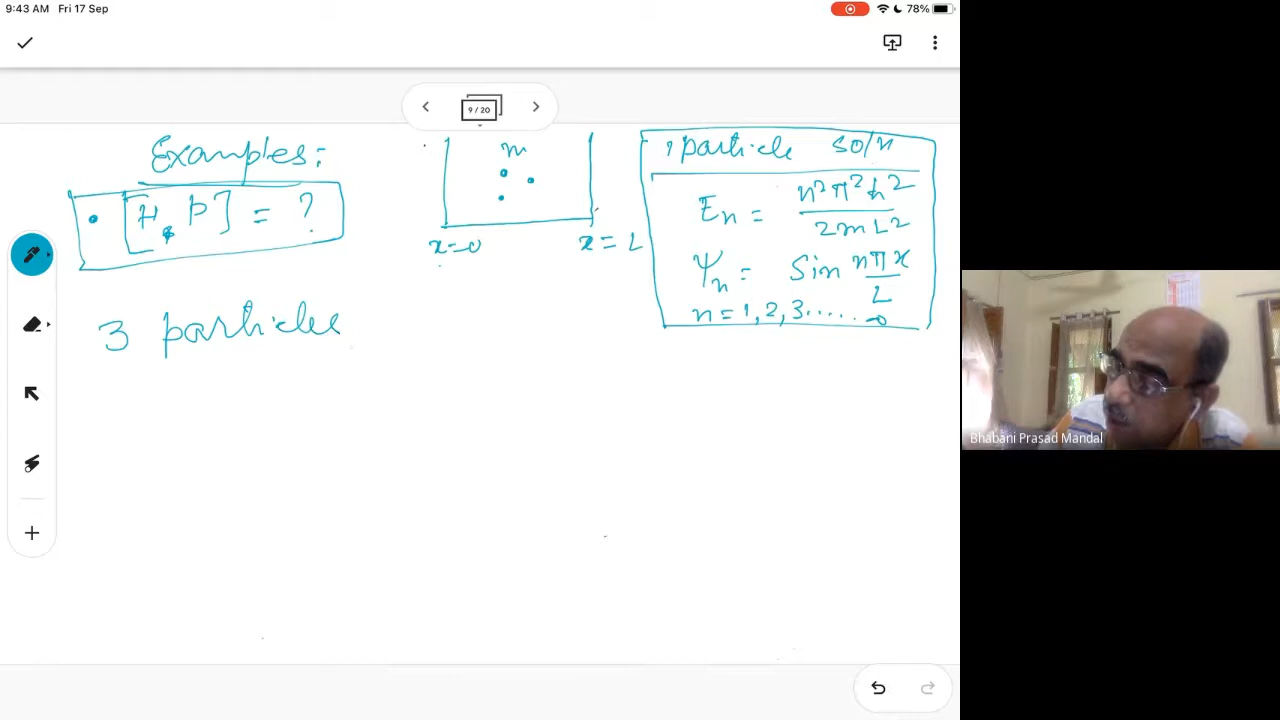 9:43 AM Fri 17 Sep
78%
9 / 20
Examples:
• [H, P] = ?
m
x=0
x = L
1 particle soln
En = n²π²ħ² / 2mL²
ψn = Sin nπx / L
n = 1, 2, 3......∞
3 particles
Bhabani Prasad Mandal